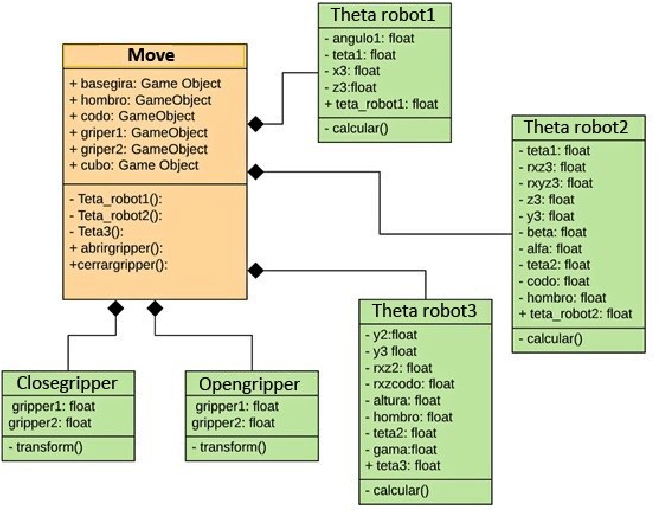 Move
+ basegira: Game Object
+ hombro: GameObject
+ codo: GameObject
+ griper1: GameObject
+ griper2: GameObject
+ cubo: Game Object
- Teta_robot1():
- Teta_robot2():
- Teta3():
+ abrirgripper():
+cerrargripper():
Theta robot1
- angulo1: float
- teta1: float
- x3: float
- z3:float
+ teta_robot1: float
- calcular()
Theta robot2
- teta1: float
- rxz3: float
- rxyz3: float
- z3: float
- y3: float
- beta: float
- alfa: float
- teta2: float
- codo: float
- hombro: float
+ teta_robot2: float
- calcular()
Theta robot3
- y2:float
- y3 float
- rxz2: float
- rxzcodo: float
- altura: float
- hombro: float
- teta2: float
- gama:float
+ teta3: float
- calcular()
Closegripper
gripper1: float
gripper2: float
- transform()
Opengripper
gripper1: float
gripper2: float
- transform()